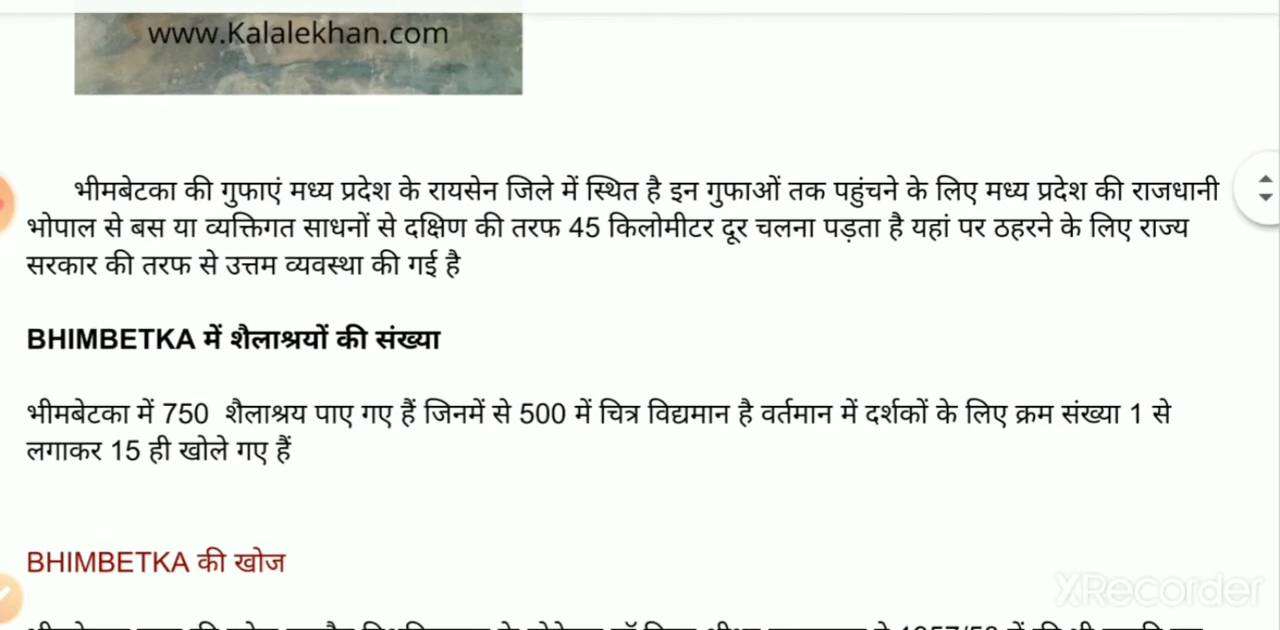 www.Kalalekhan.com
भीमबेटका की गुफाएं मध्य प्रदेश के रायसेन जिले में स्थित है इन गुफाओं तक पहुंचने के लिए मध्य प्रदेश की राजधानी
भोपाल से बस या व्यक्तिगत साधनों से दक्षिण की तरफ 45 किलोमीटर दूर चलना पड़ता है यहां पर ठहरने के लिए राज्य
सरकार की तरफ से उत्तम व्यवस्था की गई है
BHIMBETKA में शैलाश्रयों की संख्या
भीमबेटका में 750 शैलाश्रय पाए गए हैं जिनमें से 500 में चित्र विद्यमान है वर्तमान में दर्शकों के लिए क्रम संख्या 1 से
लगाकर 15 ही खोले गए हैं
BHIMBETKA की खोज
XRecorder